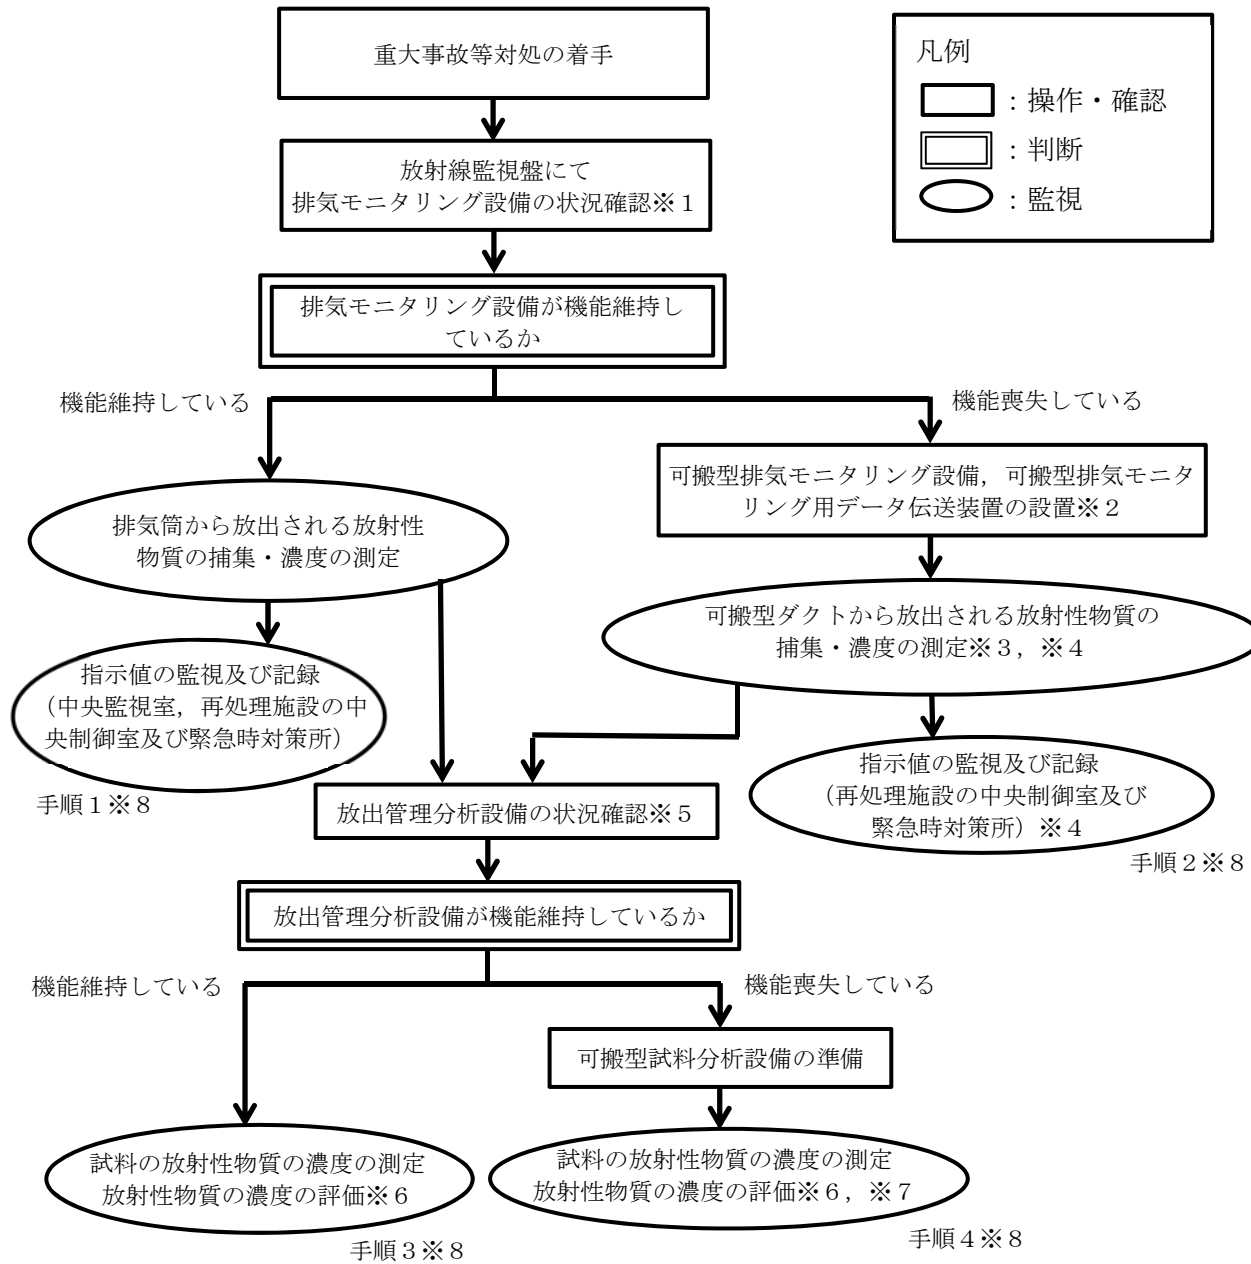 重大事故等対処の着手
凡例
：操作・確認
：判断
：監視
放射線監視盤にて
排気モニタリング設備の状況確認※１
排気モニタリング設備が機能維持し
ているか
機能維持している
機能喪失している
可搬型排気モニタリング設備，可搬型排気モニタ
リング用データ伝送装置の設置※２
排気筒から放出される放射性
物質の捕集・濃度の測定
可搬型ダクトから放出される放射性物質の
捕集・濃度の測定※３，※４
指示値の監視及び記録
（中央監視室，再処理施設の中
央制御室及び緊急時対策所）
手順１※８
指示値の監視及び記録
（再処理施設の中央制御室及び
緊急時対策所）※４
手順２※８
放出管理分析設備の状況確認※５
放出管理分析設備が機能維持しているか
機能維持している
機能喪失している
可搬型試料分析設備の準備
試料の放射性物質の濃度の測定
放射性物質の濃度の評価※６
手順３※８
試料の放射性物質の濃度の測定
放射性物質の濃度の評価※６，※７
手順４※８